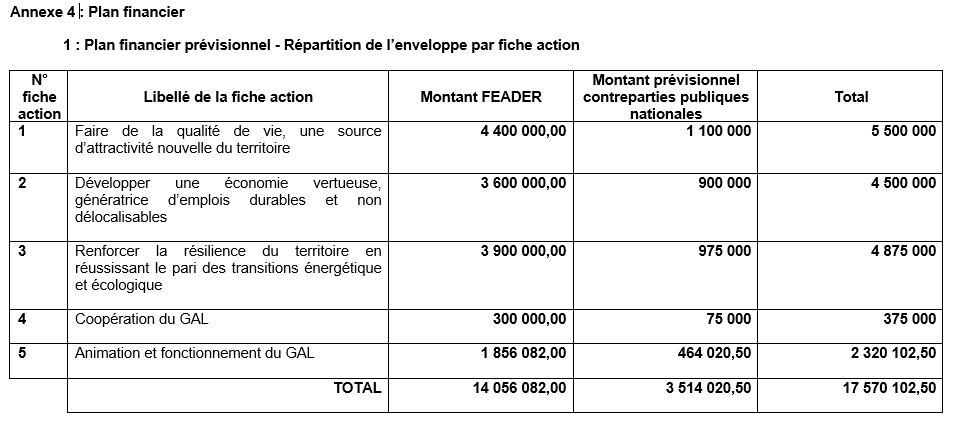 Annexe 4 : Plan financier
1 : Plan financier prévisionnel - Répartition de l'enveloppe par fiche action
N° fiche action | Libellé de la fiche action | Montant FEADER | Montant prévisionnel contreparties publiques nationales | Total
1 | Faire de la qualité de vie, une source d'attractivité nouvelle du territoire | 4 400 000,00 | 1 100 000 | 5 500 000
2 | Développer une économie vertueuse, génératrice d'emplois durables et non délocalisables | 3 600 000,00 | 900 000 | 4 500 000
3 | Renforcer la résilience du territoire en réussissant le pari des transitions énergétique et écologique | 3 900 000,00 | 975 000 | 4 875 000
4 | Coopération du GAL | 300 000,00 | 75 000 | 375 000
5 | Animation et fonctionnement du GAL | 1 856 082,00 | 464 020,50 | 2 320 102,50
TOTAL | 14 056 082,00 | 3 514 020,50 | 17 570 102,50